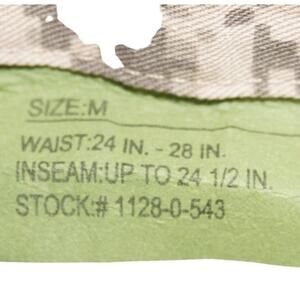 SIZE:M
WAIST:24 IN. - 28 IN.
INSEAM:UP TO 24 1/2 IN.
STOCK:# 1128-0-543